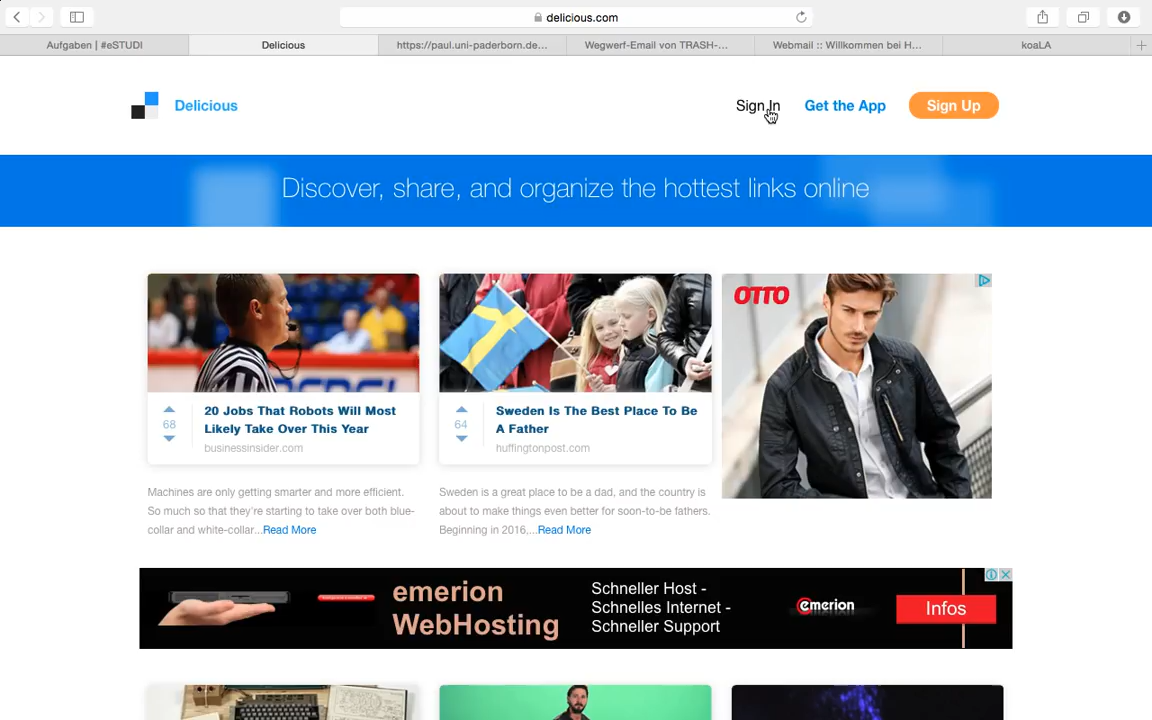 delicious.com
Aufgaben | #eSTUDI
Delicious
https://paul.uni-paderborn.de...
Wegwerf-Email von TRASH-...
Webmail :: Willkommen bei H...
koaLA
Delicious
Sign In
Get the App
Sign Up
Discover, share, and organize the hottest links online
OTTO
68
20 Jobs That Robots Will Most
Likely Take Over This Year
businessinsider.com
64
Sweden Is The Best Place To Be
A Father
huffingtonpost.com
Machines are only getting smarter and more efficient.
So much so that they're starting to take over both blue-
collar and white-collar...Read More
Sweden is a great place to be a dad, and the country is
about to make things even better for soon-to-be fathers.
Beginning in 2016,...Read More
emerion
WebHosting
Schneller Host -
Schnelles Internet -
Schneller Support
emerion
Infos